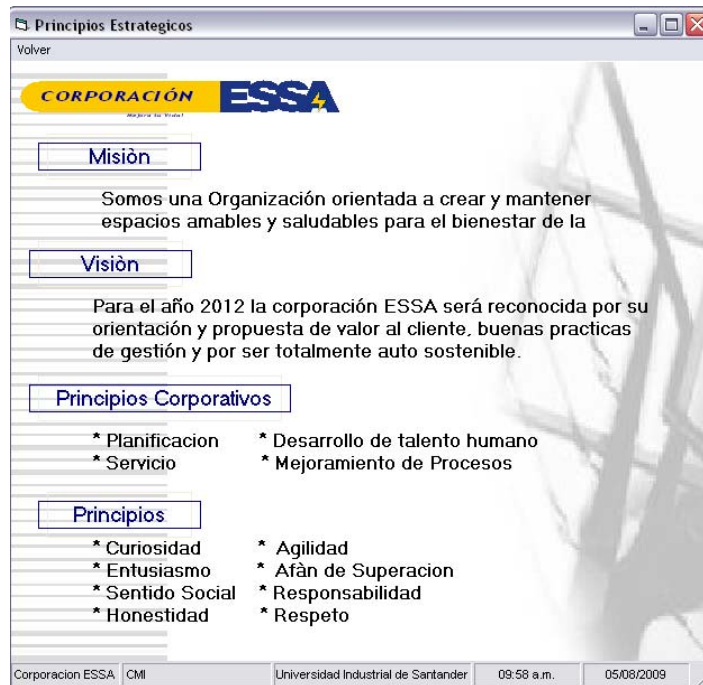 Principios Estrategicos
Volver
CORPORACIÓN ESSA
Mejora tu Vida!
Misiòn
Somos una Organización orientada a crear y mantener
espacios amables y saludables para el bienestar de la
Visiòn
Para el año 2012 la corporación ESSA será reconocida por su
orientación y propuesta de valor al cliente, buenas practicas
de gestión y por ser totalmente auto sostenible.
Principios Corporativos
* Planificacion * Desarrollo de talento humano
* Servicio * Mejoramiento de Procesos
Principios
* Curiosidad * Agilidad
* Entusiasmo * Afàn de Superacion
* Sentido Social * Responsabilidad
* Honestidad * Respeto
Corporacion ESSA CMI Universidad Industrial de Santander 09:58 a.m. 05/08/2009